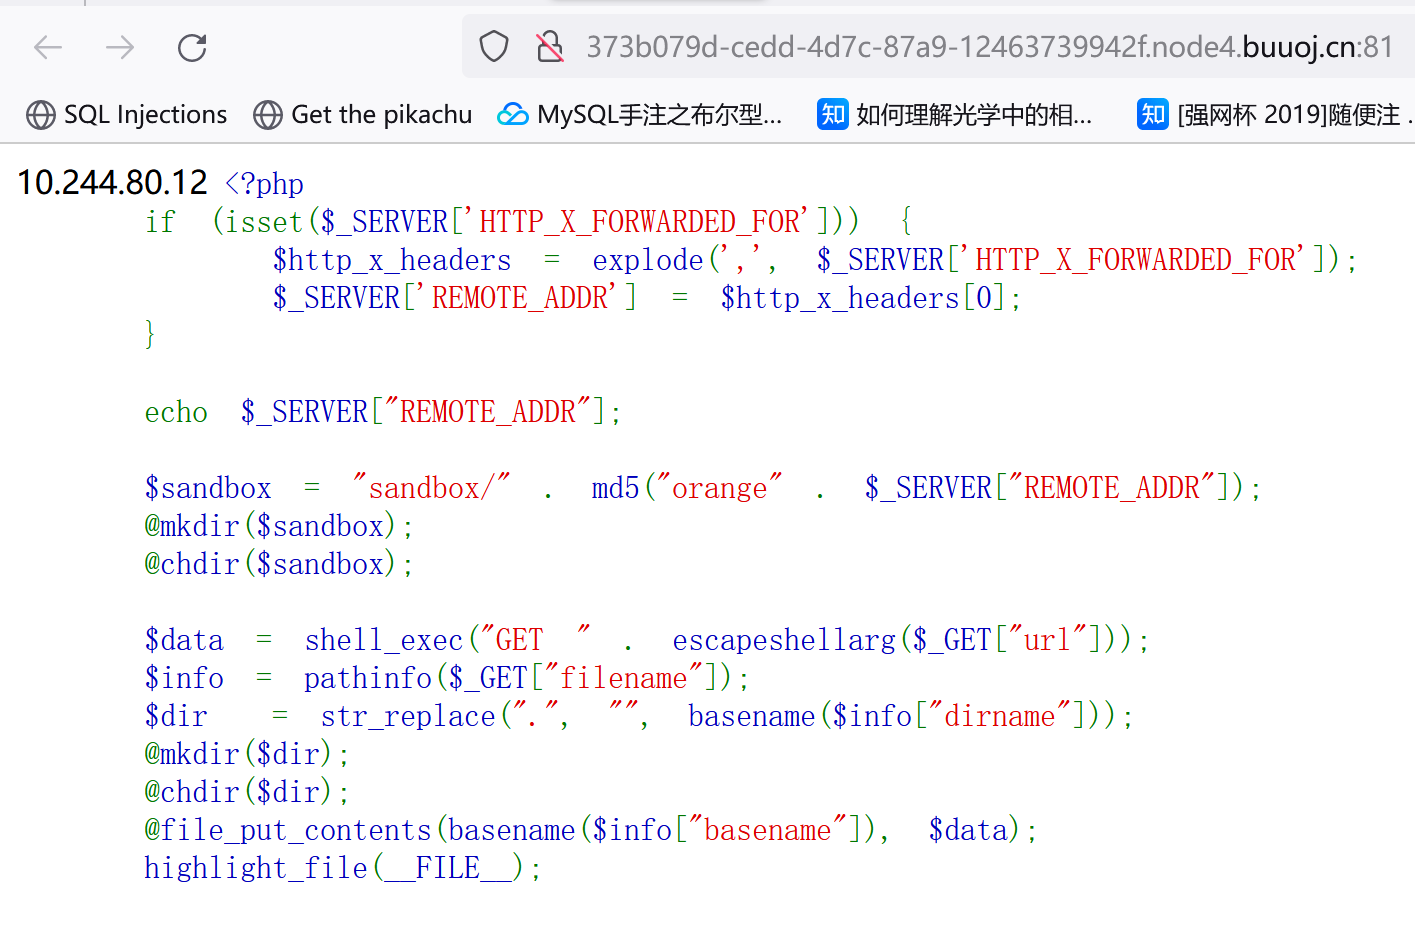 373b079d-cedd-4d7c-87a9-12463739942f.node4.buuoj.cn:81
SQL Injections Get the pikachu MySQL手注之布尔型... 知 如何理解光学中的相... 知 [强网杯 2019]随便注 .
10.244.80.12 <?php
if (isset($_SERVER['HTTP_X_FORWARDED_FOR'])) {
$http_x_headers = explode(',', $_SERVER['HTTP_X_FORWARDED_FOR']);
$_SERVER['REMOTE_ADDR'] = $http_x_headers[0];
}
echo $_SERVER["REMOTE_ADDR"];
$sandbox = "sandbox/" . md5("orange" . $_SERVER["REMOTE_ADDR"]);
@mkdir($sandbox);
@chdir($sandbox);
$data = shell_exec("GET " . escapeshellarg($_GET["url"]));
$info = pathinfo($_GET["filename"]);
$dir = str_replace(".", "", basename($info["dirname"]));
@mkdir($dir);
@chdir($dir);
@file_put_contents(basename($info["basename"]), $data);
highlight_file(__FILE__);